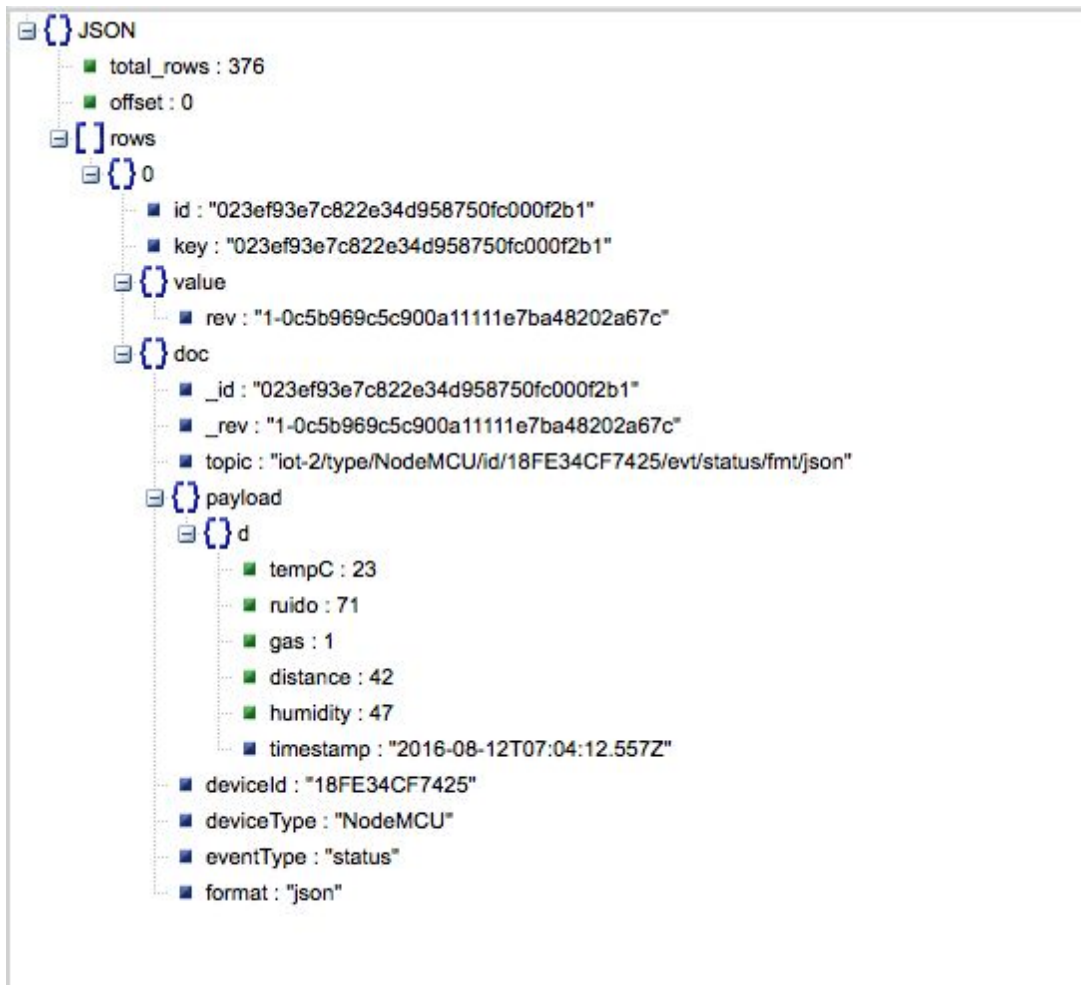 JSON
total_rows : 376
offset : 0
rows
0
id : "023ef93e7c822e34d958750fc000f2b1"
key : "023ef93e7c822e34d958750fc000f2b1"
value
rev : "1-0c5b969c5c900a11111e7ba48202a67c"
doc
_id : "023ef93e7c822e34d958750fc000f2b1"
_rev : "1-0c5b969c5c900a11111e7ba48202a67c"
topic : "iot-2/type/NodeMCU/id/18FE34CF7425/evt/status/fmt/json"
payload
d
tempC : 23
ruido : 71
gas : 1
distance : 42
humidity : 47
timestamp : "2016-08-12T07:04:12.557Z"
deviceId : "18FE34CF7425"
deviceType : "NodeMCU"
eventType : "status"
format : "json"